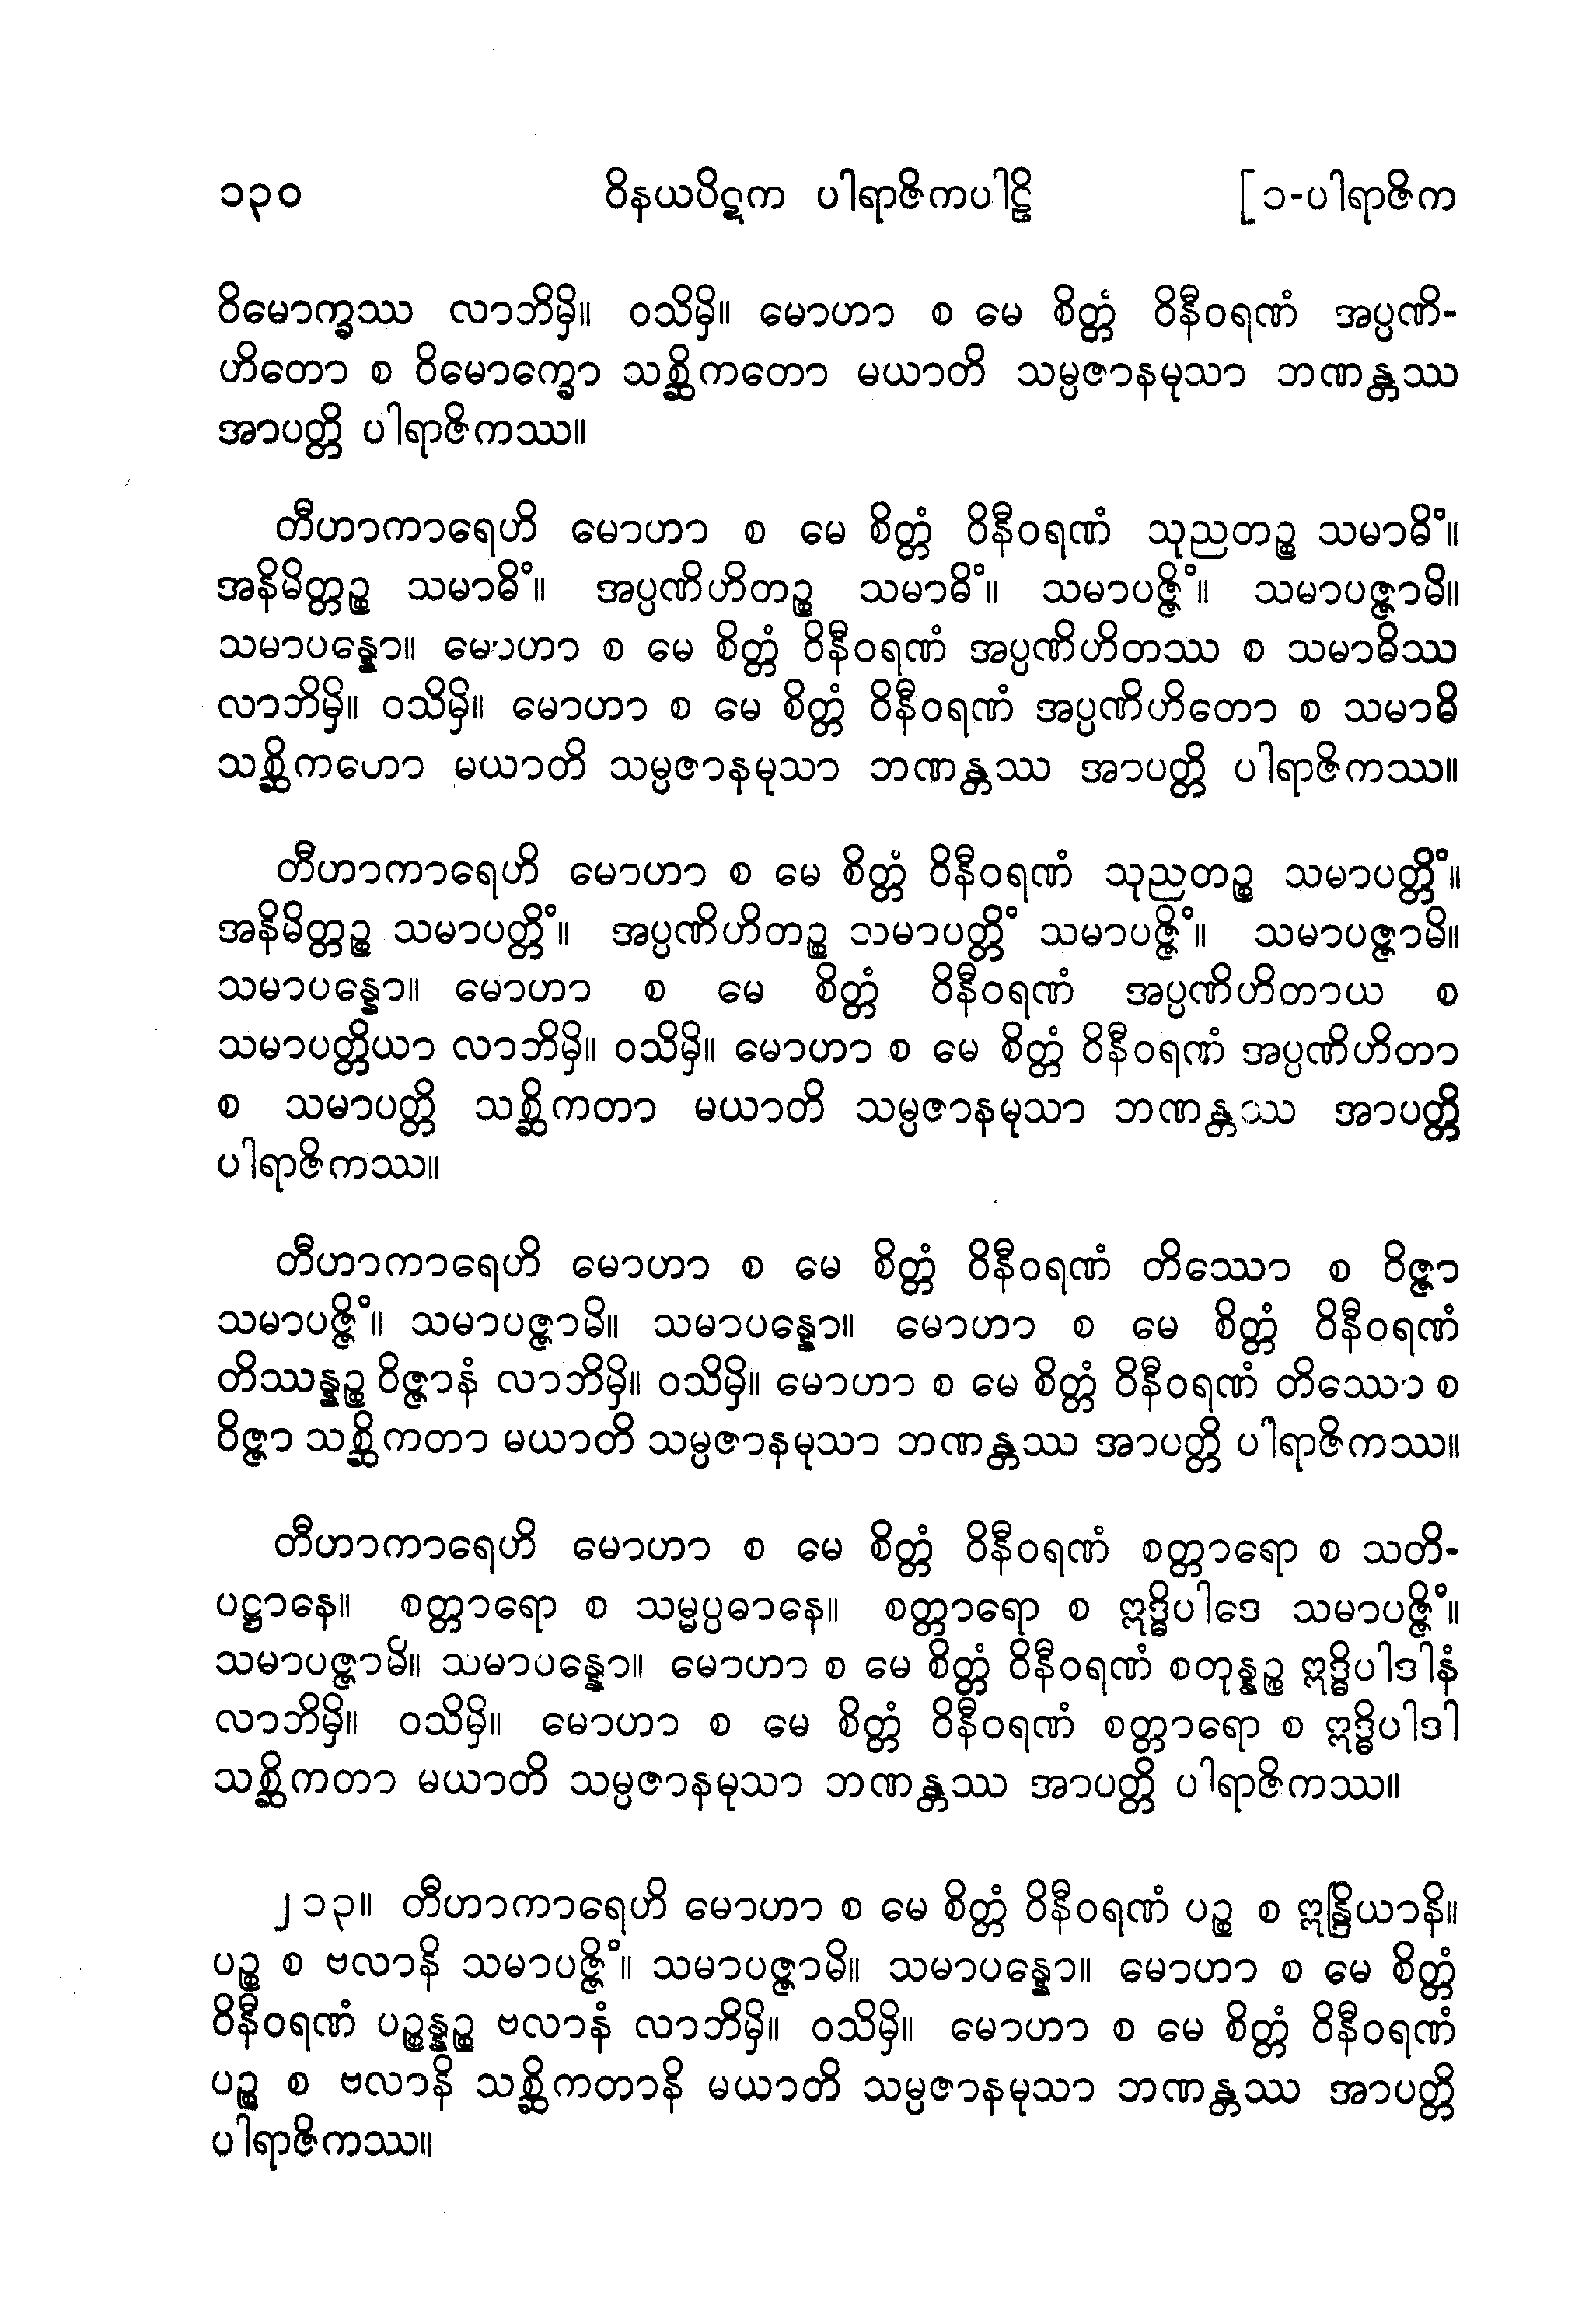 ၁၃၀ ဝိနယပိဋက ပါရာဇိကပါဠိ [ ၁-ပါရာဇိက
ဝိမောက္ခဿ လာဘိမှိ။ ဝသိမှိ။ မောဟာ စ မေ စိတ္တံ ဝိနီဝရဏံ အပ္ပဏိ-
ဟိတော စ ဝိမောက္ခော သစ္ဆိကတော မယာတိ သမ္ပဇာနမုသာ ဘဏန္တဿ
အာပတ္တိ ပါရာဇိကဿ။
တီဟာကာရေဟိ မောဟာ စ မေ စိတ္တံ ဝိနီဝရဏံ သုညတဉ္စ သမာဓိံ။
အနိမိတ္တဉ္စ သမာဓိံ။ အပ္ပဏိဟိတဉ္စ သမာဓိံ။ သမာပဇ္ဇိံ။ သမာပဇ္ဇာမိ။
သမာပန္နော။ မောဟာ စ မေ စိတ္တံ ဝိနီဝရဏံ အပ္ပဏိဟိတဿ စ သမာဓိဿ
လာဘိမှိ။ ဝသိမှိ။ မောဟာ စ မေ စိတ္တံ ဝိနီဝရဏံ အပ္ပဏိဟိတော စ သမာဓိ
သစ္ဆိကဟော မယာတိ သမ္ပဇာနမုသာ ဘဏန္တဿ အာပတ္တိ ပါရာဇိကဿ။
တီဟာကာရေဟိ မောဟာ စ မေ စိတ္တံ ဝိနီဝရဏံ သုညတဉ္စ သမာပတ္တိံ။
အနိမိတ္တဉ္စ သမာပတ္တိံ။ အပ္ပဏိဟိတဉ္စ သမာပတ္တိံ သမာပဇ္ဇိံ။ သမာပဇ္ဇာမိ။
သမာပန္နော။ မောဟာ စ မေ စိတ္တံ ဝိနီဝရဏံ အပ္ပဏိဟိတာယ စ
သမာပတ္တိယာ လာဘိမှိ။ ဝသိမှိ။ မောဟာ စ မေ စိတ္တံ ဝိနီဝရဏံ အပ္ပဏိဟိတာ
စ သမာပတ္တိ သစ္ဆိကတာ မယာတိ သမ္ပဇာနမုသာ ဘဏန္တဿ အာပတ္တိ
ပါရာဇိကဿ။
တီဟာကာရေဟိ မောဟာ စ မေ စိတ္တံ ဝိနီဝရဏံ တိဿော စ ဝိဇ္ဇာ
သမာပဇ္ဇိံ။ သမာပဇ္ဇာမိ။ သမာပန္နော။ မောဟာ စ မေ စိတ္တံ ဝိနီဝရဏံ
တိဿန္နဉ္စ ဝိဇ္ဇာနံ လာဘိမှိ။ ဝသိမှိ။ မောဟာ စ မေ စိတ္တံ ဝိနီဝရဏံ တိဿော စ
ဝိဇ္ဇာ သစ္ဆိကတာ မယာတိ သမ္ပဇာနမုသာ ဘဏန္တဿ အာပတ္တိ ပါရာဇိကဿ။
တီဟာကာရေဟိ မောဟာ စ မေ စိတ္တံ ဝိနီဝရဏံ စတ္တာရော စ သတိ-
ပဋ္ဌာနေ။ စတ္တာရော စ သမ္မပ္ပဓာနေ။ စတ္တာရော စ ဣဒ္ဓိပါဒေ သမာပဇ္ဇိံ။
သမာပဇ္ဇာမိ။ သမာပန္နော။ မောဟာ စ မေ စိတ္တံ ဝိနီဝရဏံ စတုန္နဉ္စ ဣဒ္ဓိပါဒါနံ
လာဘိမှိ။ ဝသိမှိ။ မောဟာ စ မေ စိတ္တံ ဝိနီဝရဏံ စတ္တာရော စ ဣဒ္ဓိပါဒါ
သစ္ဆိကတာ မယာတိ သမ္ပဇာနမုသာ ဘဏန္တဿ အာပတ္တိ ပါရာဇိကဿ။
၂၁၃။ တီဟာကာရေဟိ မောဟာ စ မေ စိတ္တံ ဝိနီဝရဏံ ပဉ္စ စ ဣန္ဒြိယာနိ။
ပဉ္စ စ ဗလာနိ သမာပဇ္ဇိံ။ သမာပဇ္ဇာမိ။ သမာပန္နော။ မောဟာ စ မေ စိတ္တံ
ဝိနီဝရဏံ ပဉ္စန္နဉ္စ ဗလာနံ လာဘိမှိ။ ဝသိမှိ။ မောဟာ စ မေ စိတ္တံ ဝိနီဝရဏံ
ပဉ္စ စ ဗလာနိ သစ္ဆိကတာနိ မယာတိ သမ္ပဇာနမုသာ ဘဏန္တဿ အာပတ္တိ
ပါရာဇိကဿ။